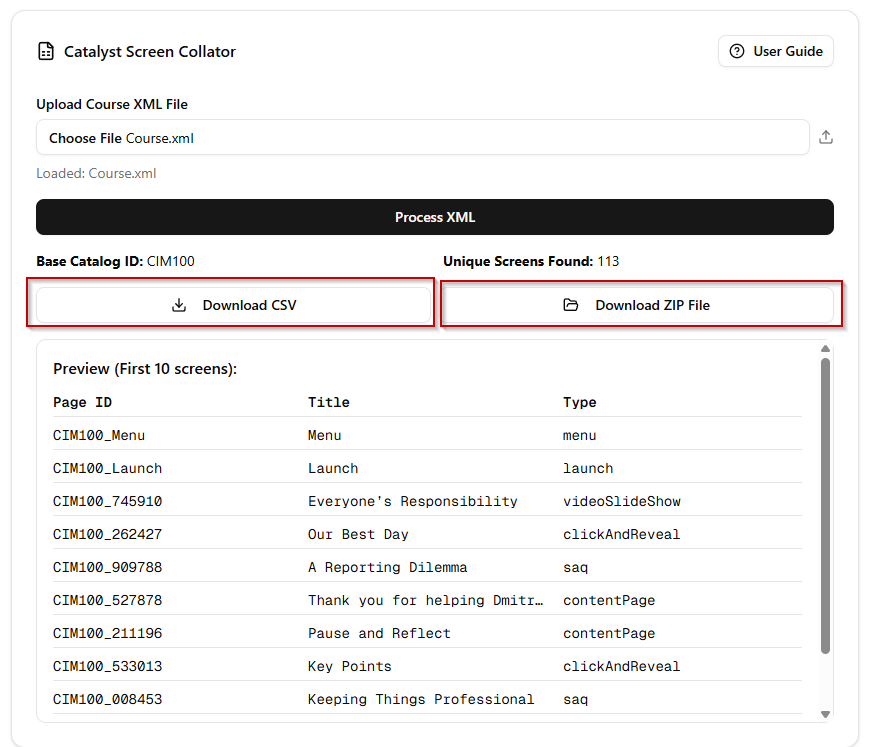 Catalyst Screen Collator
User Guide
Upload Course XML File
Choose File Course.xml
Loaded: Course.xml
Process XML
Base Catalog ID: CIM100
Unique Screens Found: 113
Download CSV
Download ZIP File
Preview (First 10 screens):
Page ID Title Type
CIM100_Menu Menu menu
CIM100_Launch Launch launch
CIM100_745910 Everyone's Responsibility videoSlideShow
CIM100_262427 Our Best Day clickAndReveal
CIM100_909788 A Reporting Dilemma saq
CIM100_527878 Thank you for helping Dmitr… contentPage
CIM100_211196 Pause and Reflect contentPage
CIM100_533013 Key Points clickAndReveal
CIM100_008453 Keeping Things Professional saq